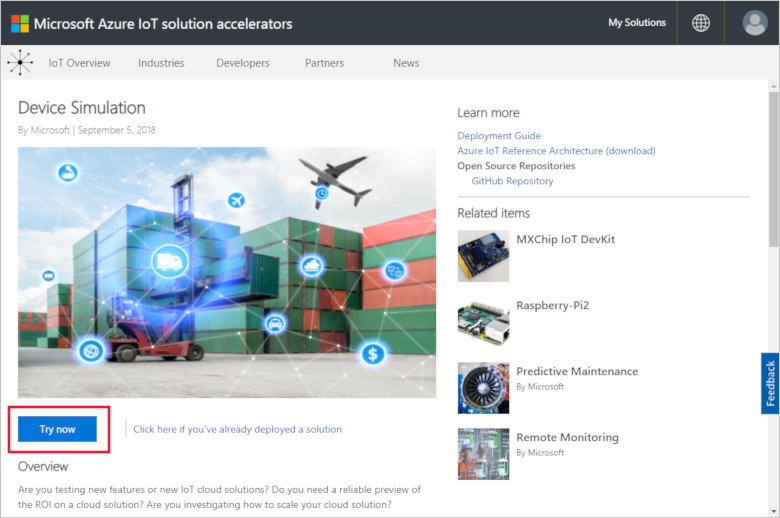 Microsoft Azure IoT solution accelerators
My Solutions
IoT Overview
Industries
Developers
Partners
News
Device Simulation
By Microsoft | September 5, 2018
$
Try now
Click here if you've already deployed a solution
Overview
Are you testing new features or new IoT cloud solutions? Do you need a reliable preview
of the ROI on a cloud solution? Are you investigating how to scale your cloud solution?
Learn more
Deployment Guide
Azure IoT Reference Architecture (download)
Open Source Repositories
GitHub Repository
Related items
MXChip IoT DevKit
Raspberry-Pi2
Predictive Maintenance
By Microsoft
Remote Monitoring
By Microsoft
Feedback